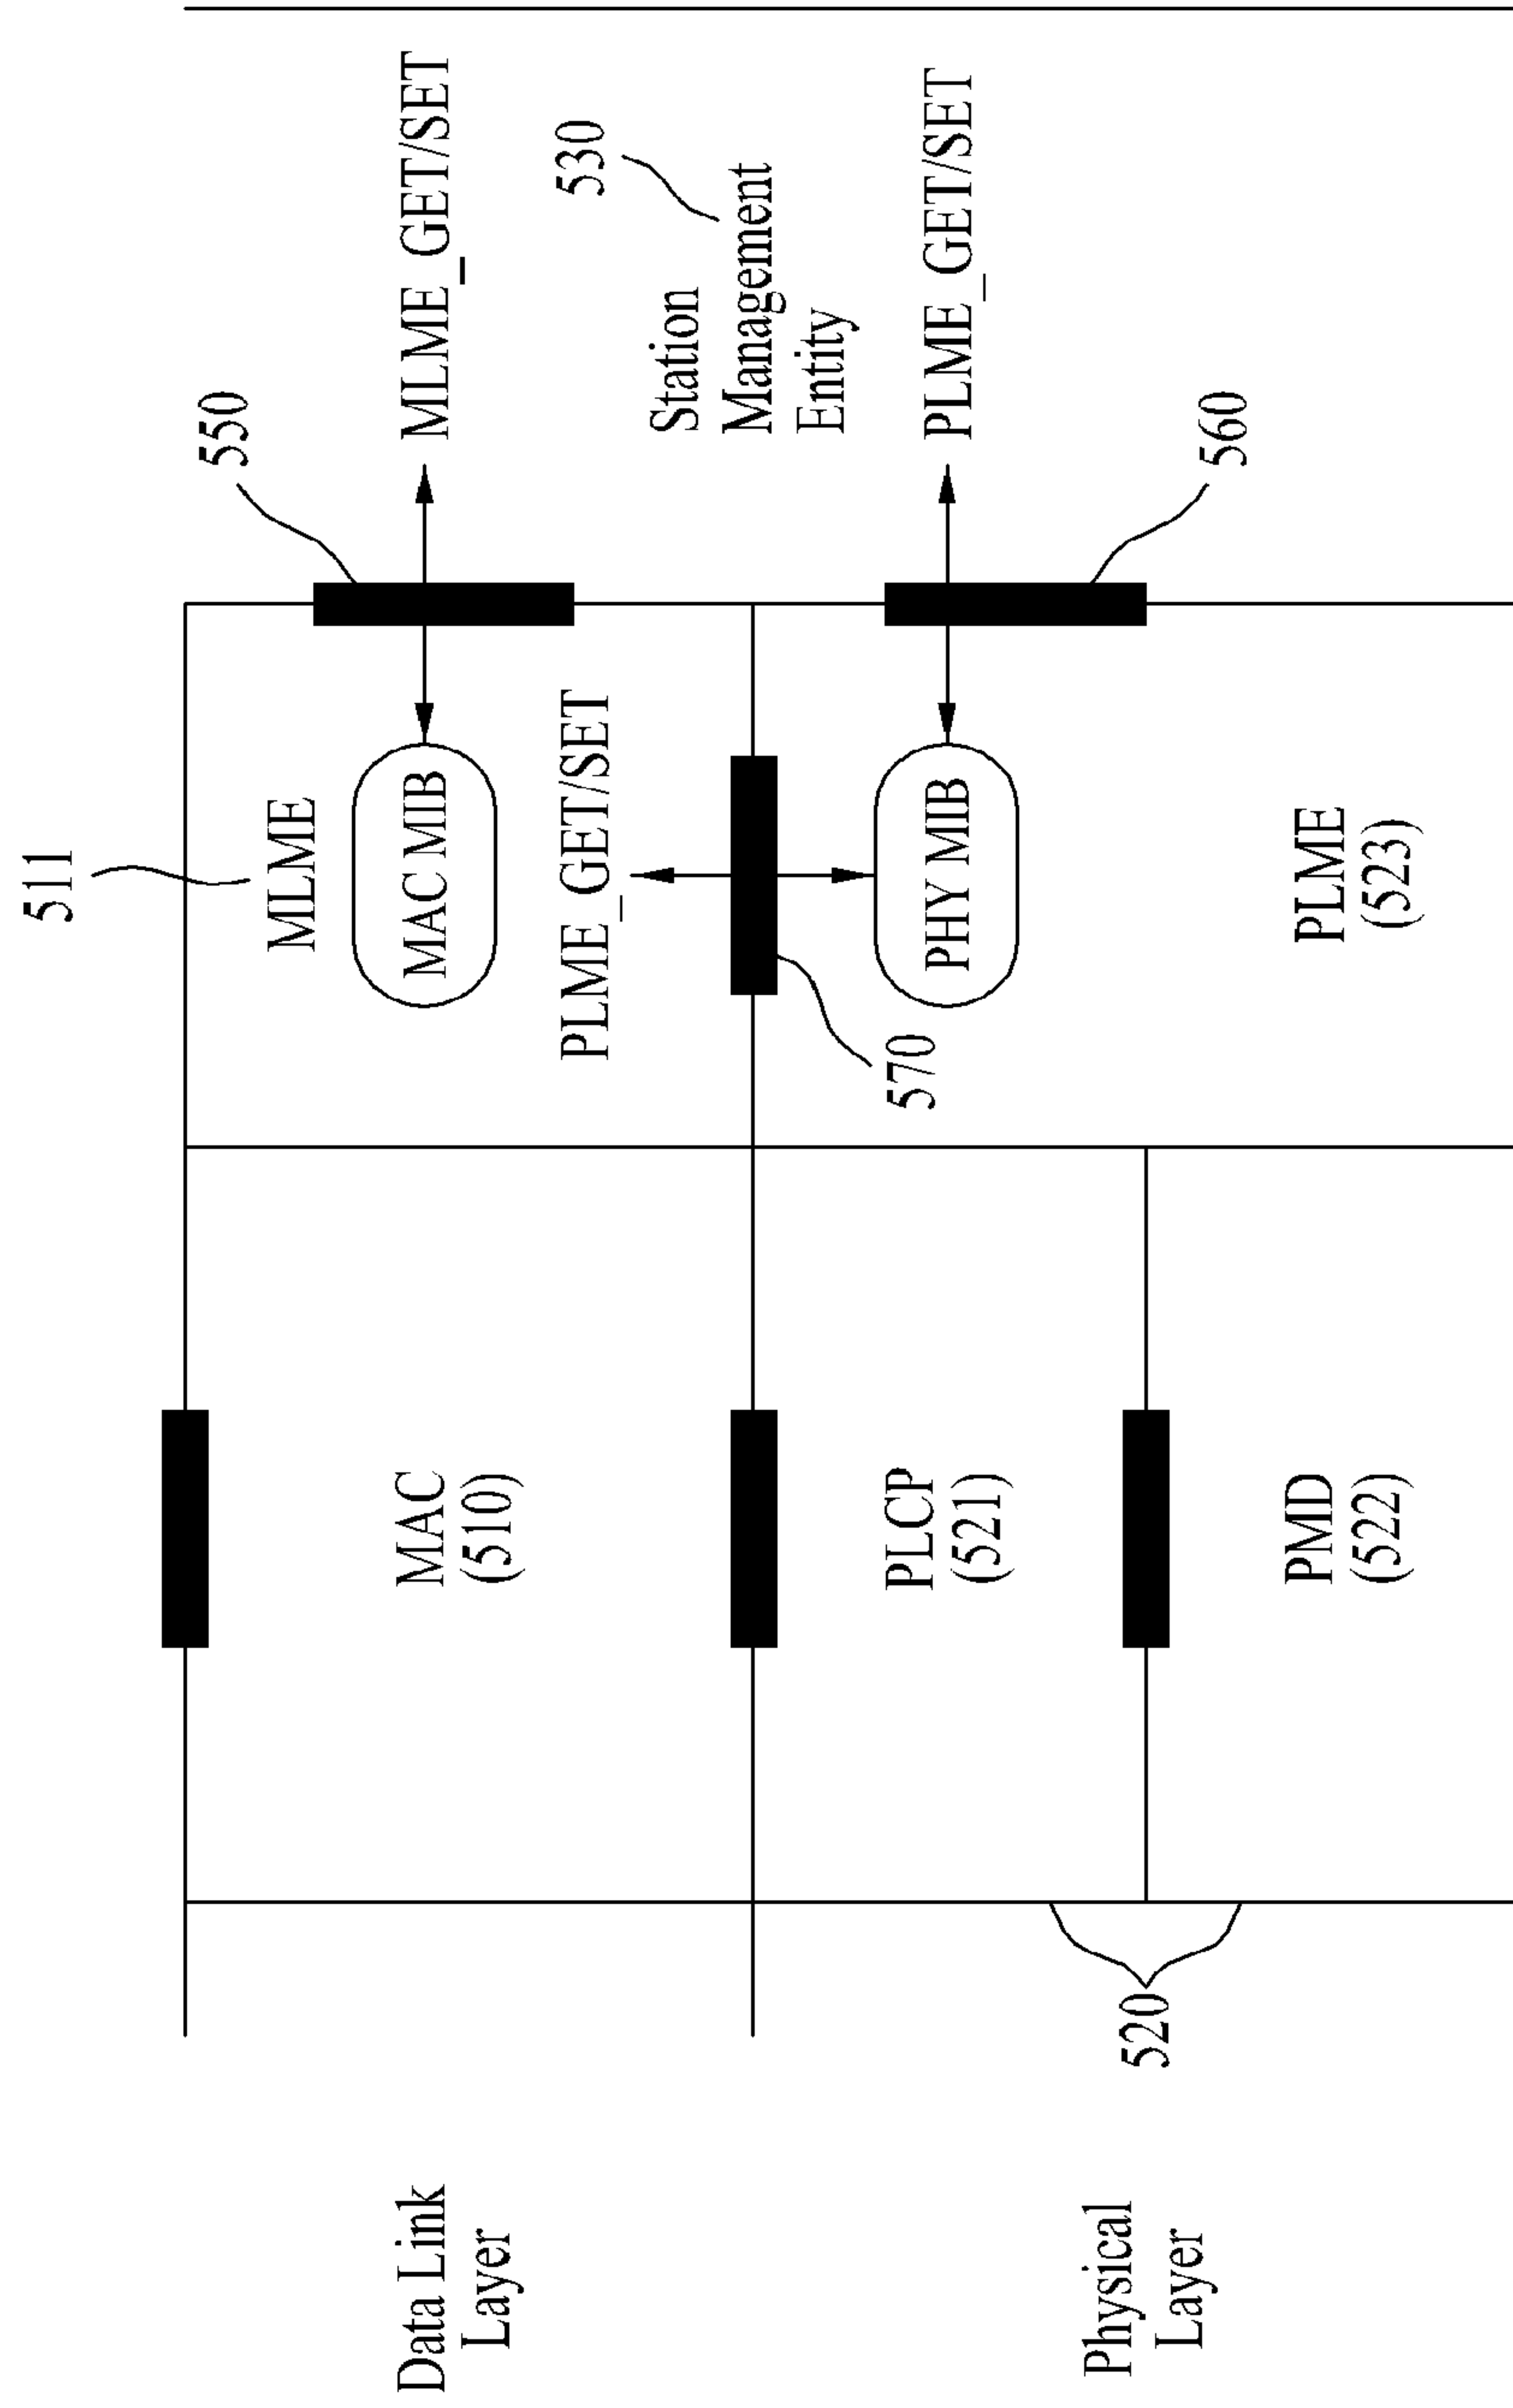 511
MLME
MAC MIB
550
MLME_GET/SET
530
Station
Management
Entity
PLME_GET/SET
570
PHY MIB
PLME_GET/SET
560
PLME
(523)
Data Link
Layer
MAC
(510)
Physical
Layer
520
PLCP
(521)
PMD
(522)